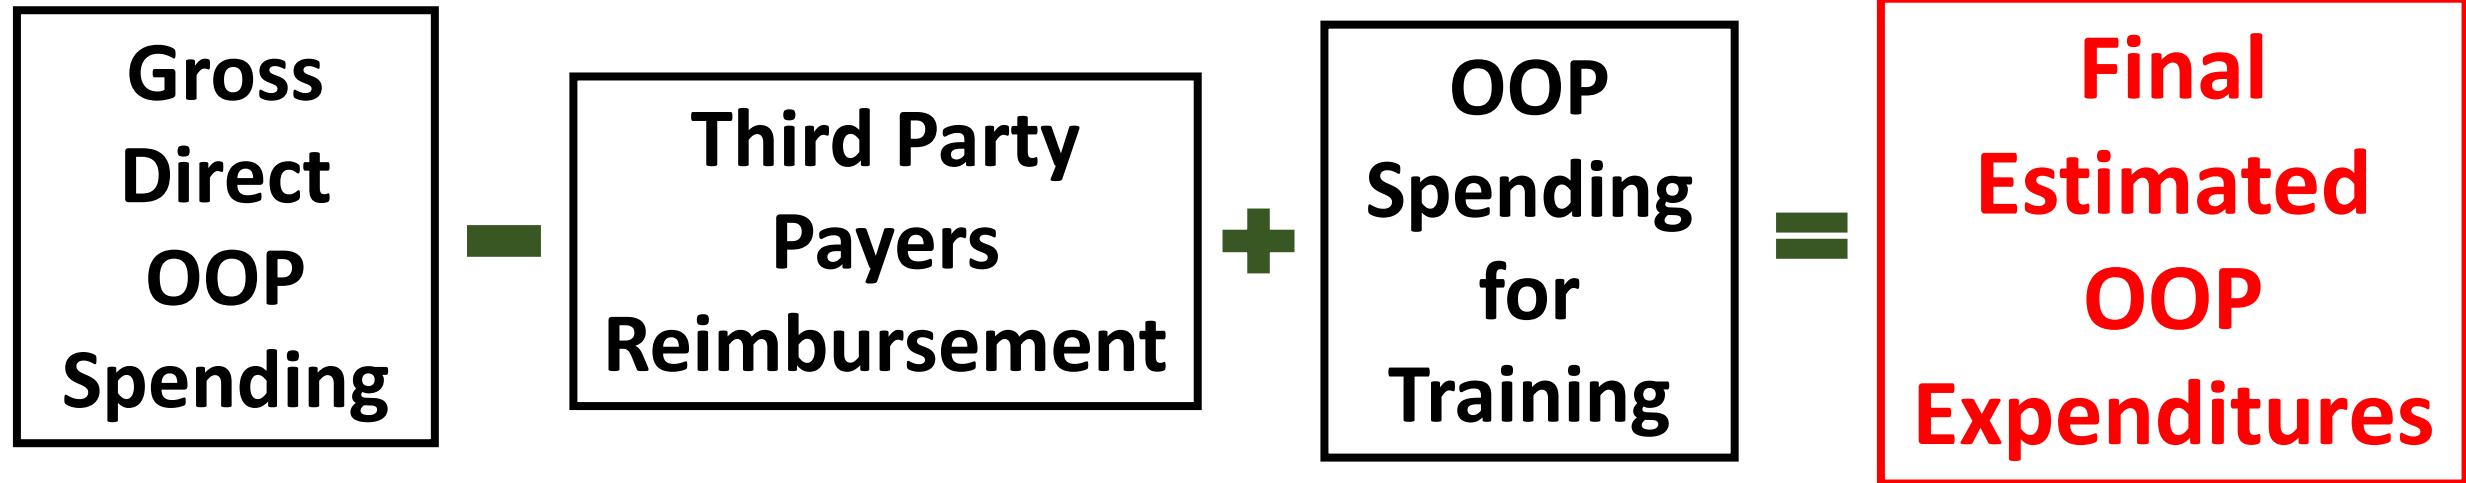 Gross
Direct
OOP
Spending
Third Party
Payers
Reimbursement
OOP
Spending
for
Training
Final
Estimated
OOP
Expenditures